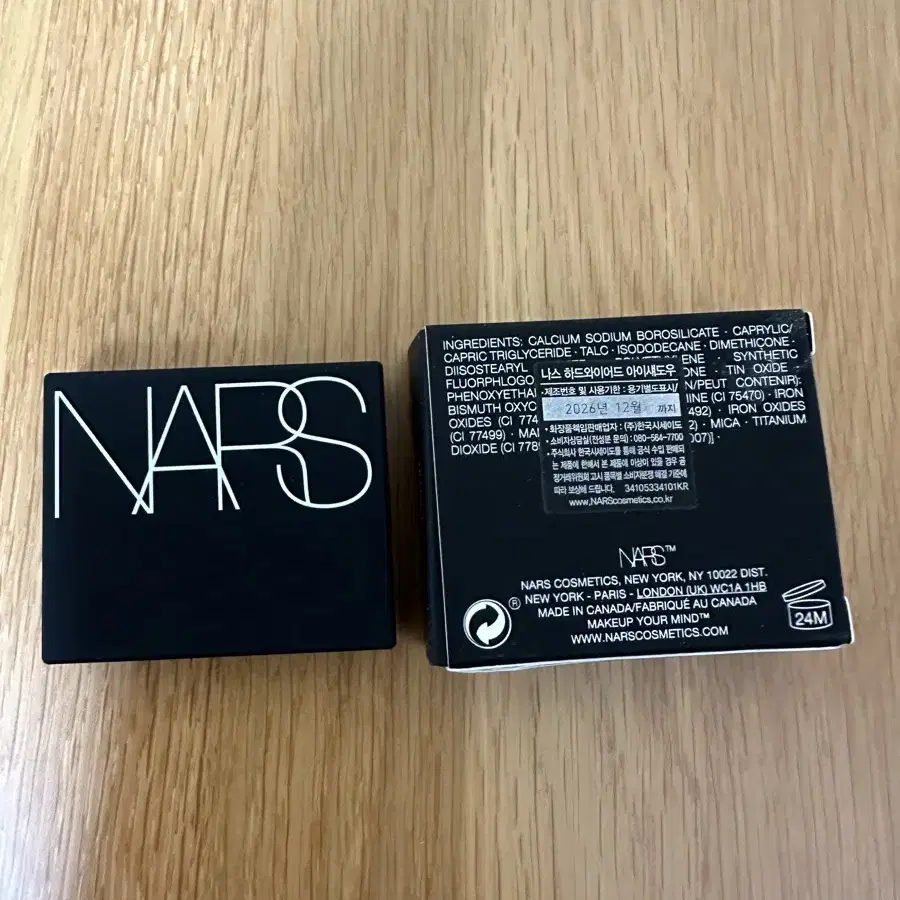 NARS
INGREDIENTS: CALCIUM SODIUM BOROSILICATE · CAPRYLIC/
CAPRIC TRIGLYCERIDE · TALC · ISODODECANE · DIMETHICONE ·
DIISOSTEARYL SYNTHETIC
FLUORPHLOGO TIN OXIDE ·
PHENOXYETHA N/PEUT CONTENIR):
BISMUTH OXYC (CI 75470) · IRON
OXIDES (CI 774 492) · IRON OXIDES
(CI 77499) · MICA · TITANIUM
DIOXIDE (CI 778 007)] ·
나스 하드와이어드 아이섀도우
·제조번호 및 사용기한 : 용기별도표시/
2026년 12월 까지
·화장품책임판매업자 : (주)한국시세이도
·소비자상담실(전성분 문의) : 080-564-7700
·주식회사 한국시세이도를 통해 공식 수입 판매되
는 제품에 한해서 본 제품에 이상이 있을 경우 공
정거래위원회 고시 품목별 소비자분쟁 해결 기준에
따라 보상해 드립니다. 34105334101KR
www.NARScosmetics.co.kr
NARS™
NARS COSMETICS, NEW YORK, NY 10022 DIST.
NEW YORK - PARIS - LONDON (UK) WC1A 1HB
MADE IN CANADA/FABRIQUÉ AU CANADA
MAKEUP YOUR MIND™
WWW.NARSCOSMETICS.COM
®
24M